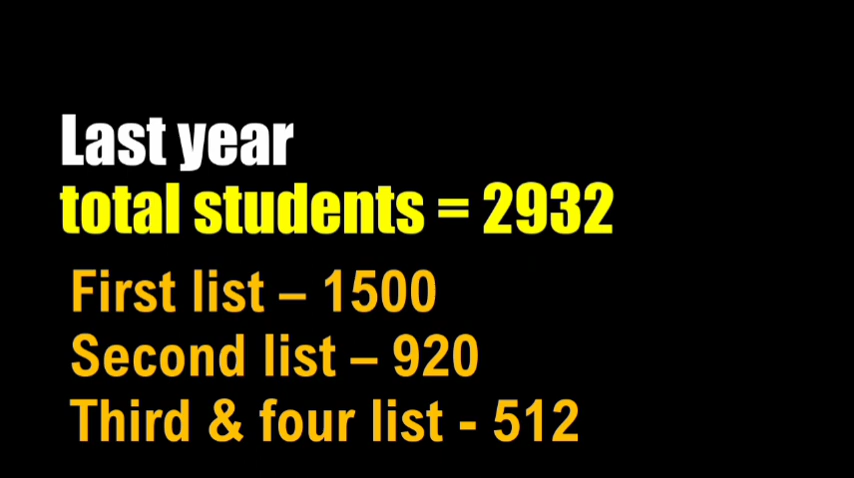 Last year
total students = 2932
First list – 1500
Second list – 920
Third & four list - 512